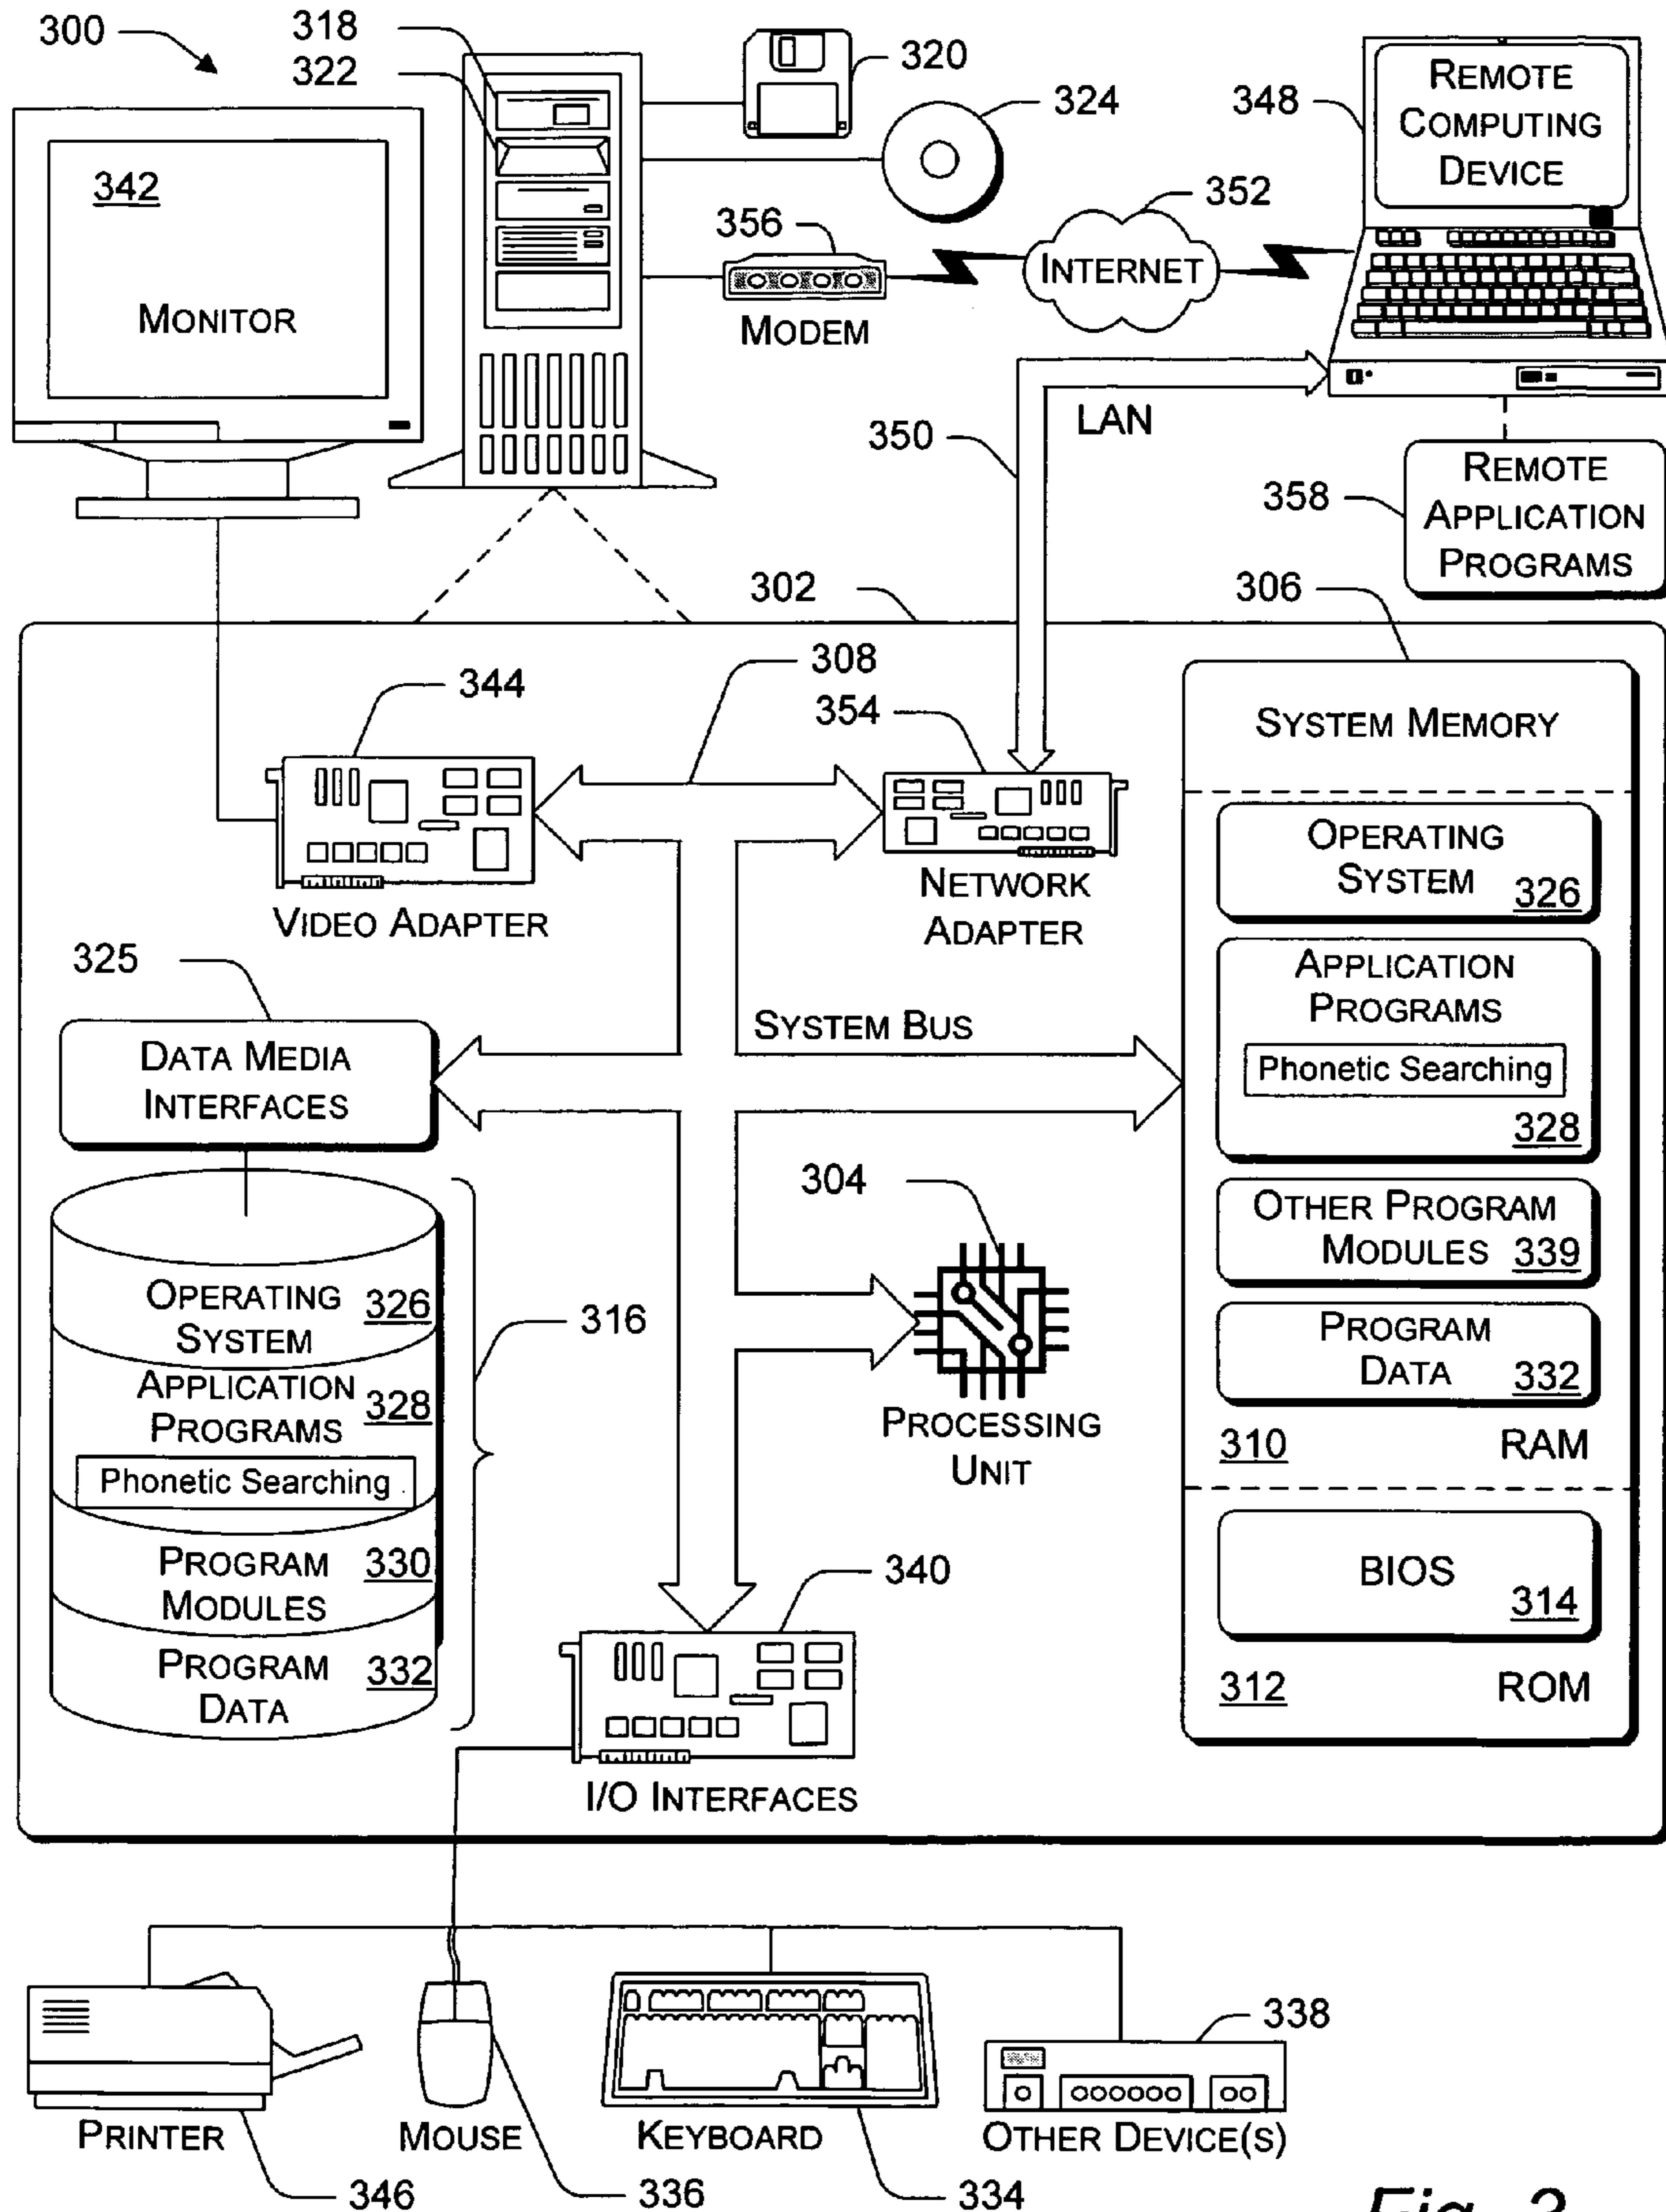 300
318
322
320
324
348
REMOTE
COMPUTING
DEVICE
342
MONITOR
356
MODEM
352
INTERNET
LAN
350
358
REMOTE
APPLICATION
PROGRAMS
302
306
308
344
354
VIDEO ADAPTER
NETWORK
ADAPTER
SYSTEM MEMORY
OPERATING
SYSTEM 326
APPLICATION
PROGRAMS
Phonetic Searching
328
OTHER PROGRAM
MODULES 339
PROGRAM
DATA 332
310 RAM
BIOS
314
312 ROM
325
DATA MEDIA
INTERFACES
SYSTEM BUS
304
PROCESSING
UNIT
OPERATING 326
SYSTEM
316
APPLICATION 328
PROGRAMS
Phonetic Searching
PROGRAM 330
MODULES
PROGRAM 332
DATA
340
I/O INTERFACES
PRINTER
346
MOUSE
336
KEYBOARD
334
338
OTHER DEVICE(S)